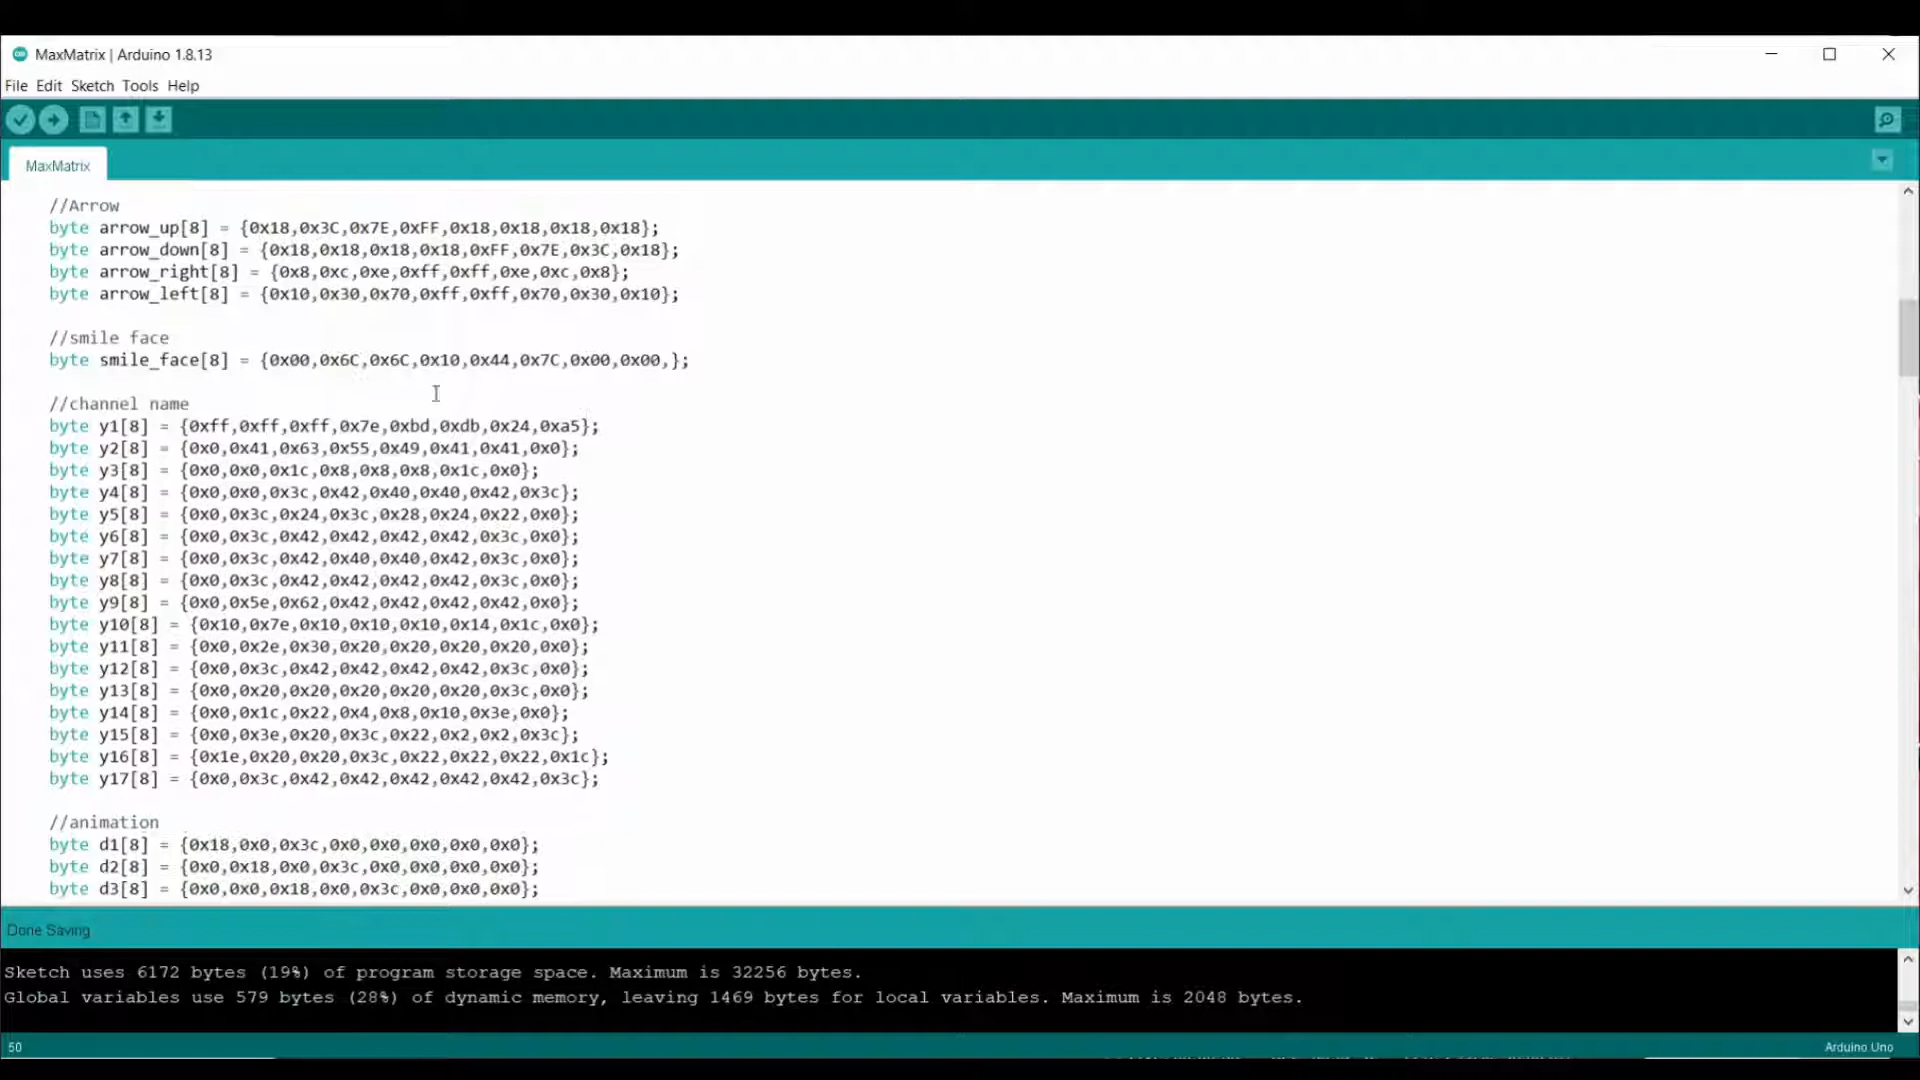 MaxMatrix | Arduino 1.8.13
File Edit Sketch Tools Help
MaxMatrix
//Arrow
byte arrow_up[8] = {0x18,0x3C,0x7E,0xFF,0x18,0x18,0x18,0x18};
byte arrow_down[8] = {0x18,0x18,0x18,0x18,0xFF,0x7E,0x3C,0x18};
byte arrow_right[8] = {0x8,0xc,0xe,0xff,0xff,0xe,0xc,0x8};
byte arrow_left[8] = {0x10,0x30,0x70,0xff,0xff,0x70,0x30,0x10};
//smile face
byte smile_face[8] = {0x00,0x6C,0x6C,0x10,0x44,0x7C,0x00,0x00,};
//channel name
byte y1[8] = {0xff,0xff,0xff,0x7e,0xbd,0xdb,0x24,0xa5};
byte y2[8] = {0x0,0x41,0x63,0x55,0x49,0x41,0x41,0x0};
byte y3[8] = {0x0,0x0,0x1c,0x8,0x8,0x8,0x1c,0x0};
byte y4[8] = {0x0,0x0,0x3c,0x42,0x40,0x40,0x42,0x3c};
byte y5[8] = {0x0,0x3c,0x24,0x3c,0x28,0x24,0x22,0x0};
byte y6[8] = {0x0,0x3c,0x42,0x42,0x42,0x42,0x3c,0x0};
byte y7[8] = {0x0,0x3c,0x42,0x40,0x40,0x42,0x3c,0x0};
byte y8[8] = {0x0,0x3c,0x42,0x42,0x42,0x42,0x3c,0x0};
byte y9[8] = {0x0,0x5e,0x62,0x42,0x42,0x42,0x42,0x0};
byte y10[8] = {0x10,0x7e,0x10,0x10,0x10,0x14,0x1c,0x0};
byte y11[8] = {0x0,0x2e,0x30,0x20,0x20,0x20,0x20,0x0};
byte y12[8] = {0x0,0x3c,0x42,0x42,0x42,0x42,0x3c,0x0};
byte y13[8] = {0x0,0x20,0x20,0x20,0x20,0x20,0x3c,0x0};
byte y14[8] = {0x0,0x1c,0x22,0x4,0x8,0x10,0x3e,0x0};
byte y15[8] = {0x0,0x3e,0x20,0x3c,0x22,0x2,0x2,0x3c};
byte y16[8] = {0x1e,0x20,0x20,0x3c,0x22,0x22,0x22,0x1c};
byte y17[8] = {0x0,0x3c,0x42,0x42,0x42,0x42,0x42,0x3c};
//animation
byte d1[8] = {0x18,0x0,0x3c,0x0,0x0,0x0,0x0,0x0};
byte d2[8] = {0x0,0x18,0x0,0x3c,0x0,0x0,0x0,0x0};
byte d3[8] = {0x0,0x0,0x18,0x0,0x3c,0x0,0x0,0x0};
Done Saving
Sketch uses 6172 bytes (19%) of program storage space. Maximum is 32256 bytes.
Global variables use 579 bytes (28%) of dynamic memory, leaving 1469 bytes for local variables. Maximum is 2048 bytes.
50
Arduino Uno